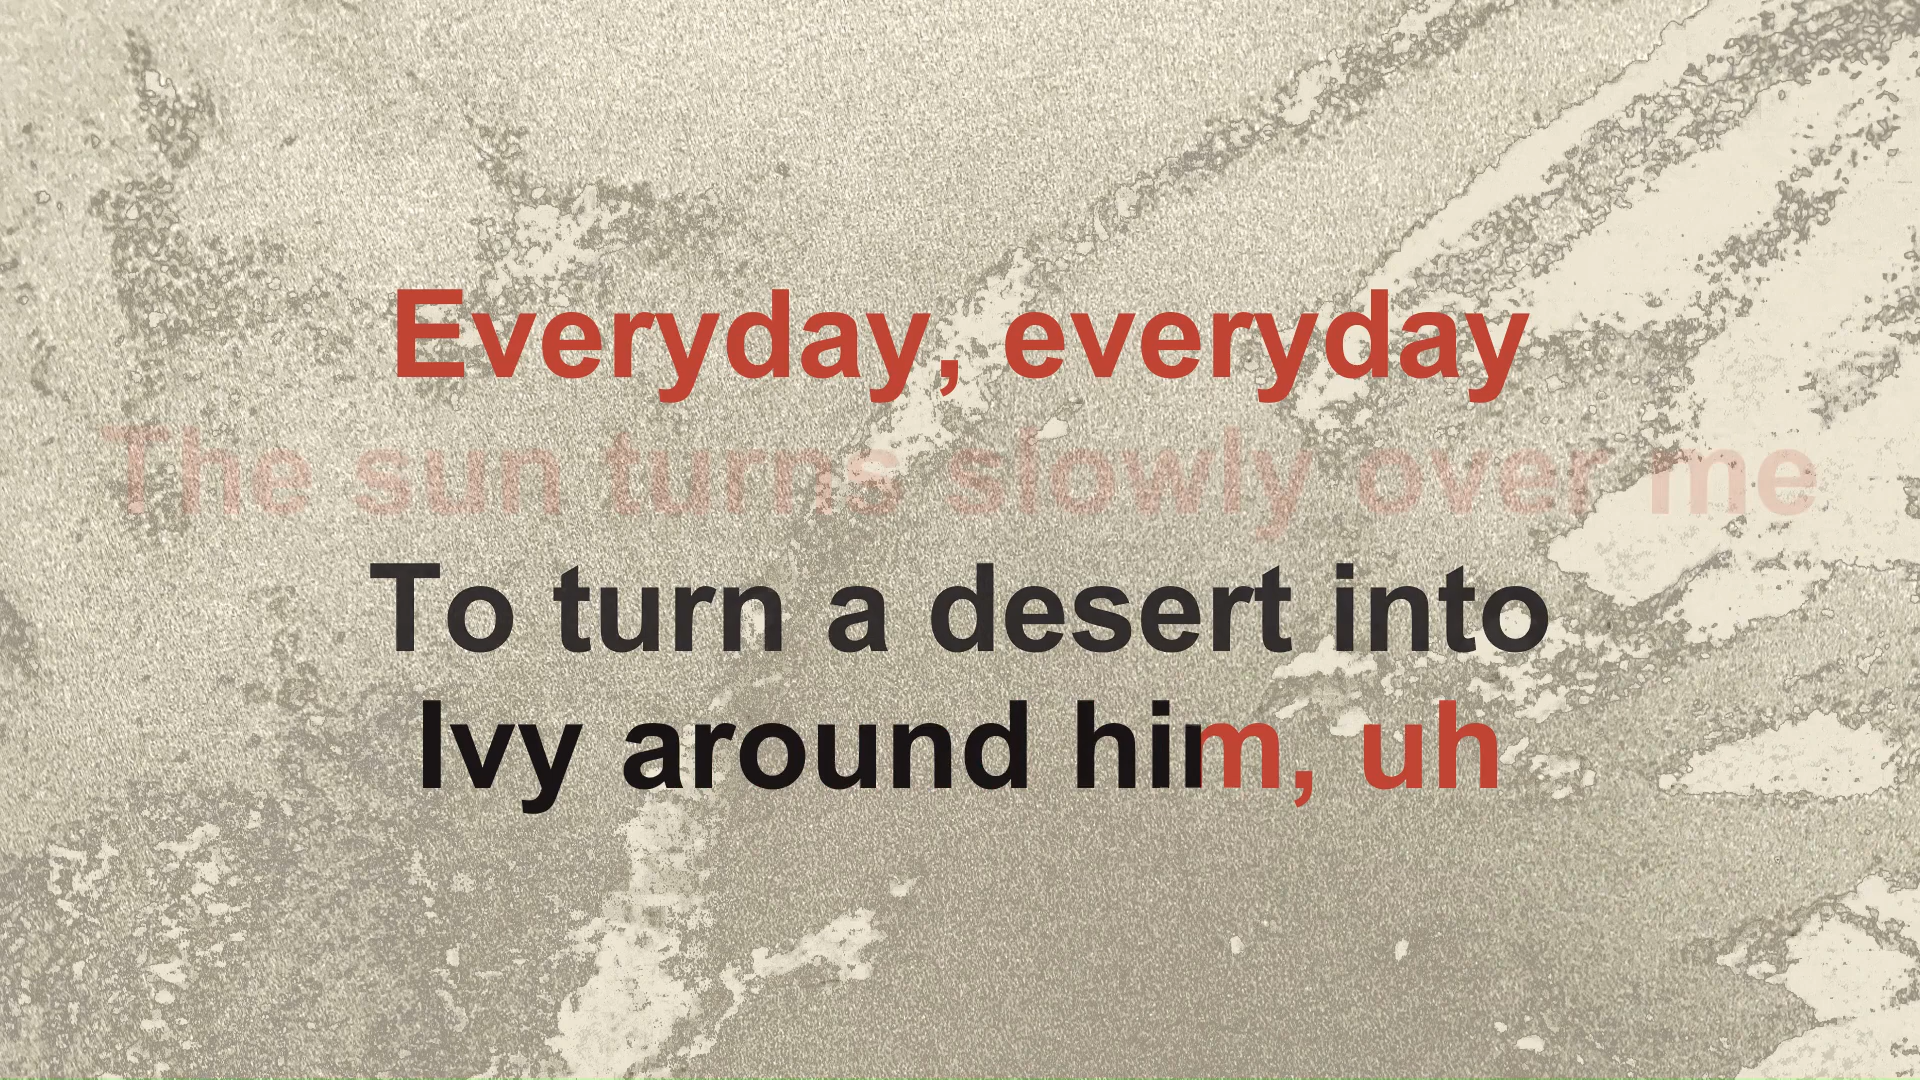 Everyday, everyday
The sun turns slowly over me
To turn a desert into
Ivy around him, uh